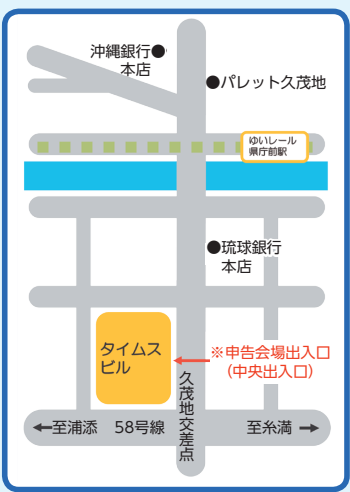 沖縄銀行●
本店
●パレット久茂地
ゆいレール
県庁前駅
●琉球銀行
本店
タイムス
ビル
※申告会場出入口
(中央出入口)
久茂地交差点
←至浦添 58号線 至糸満→